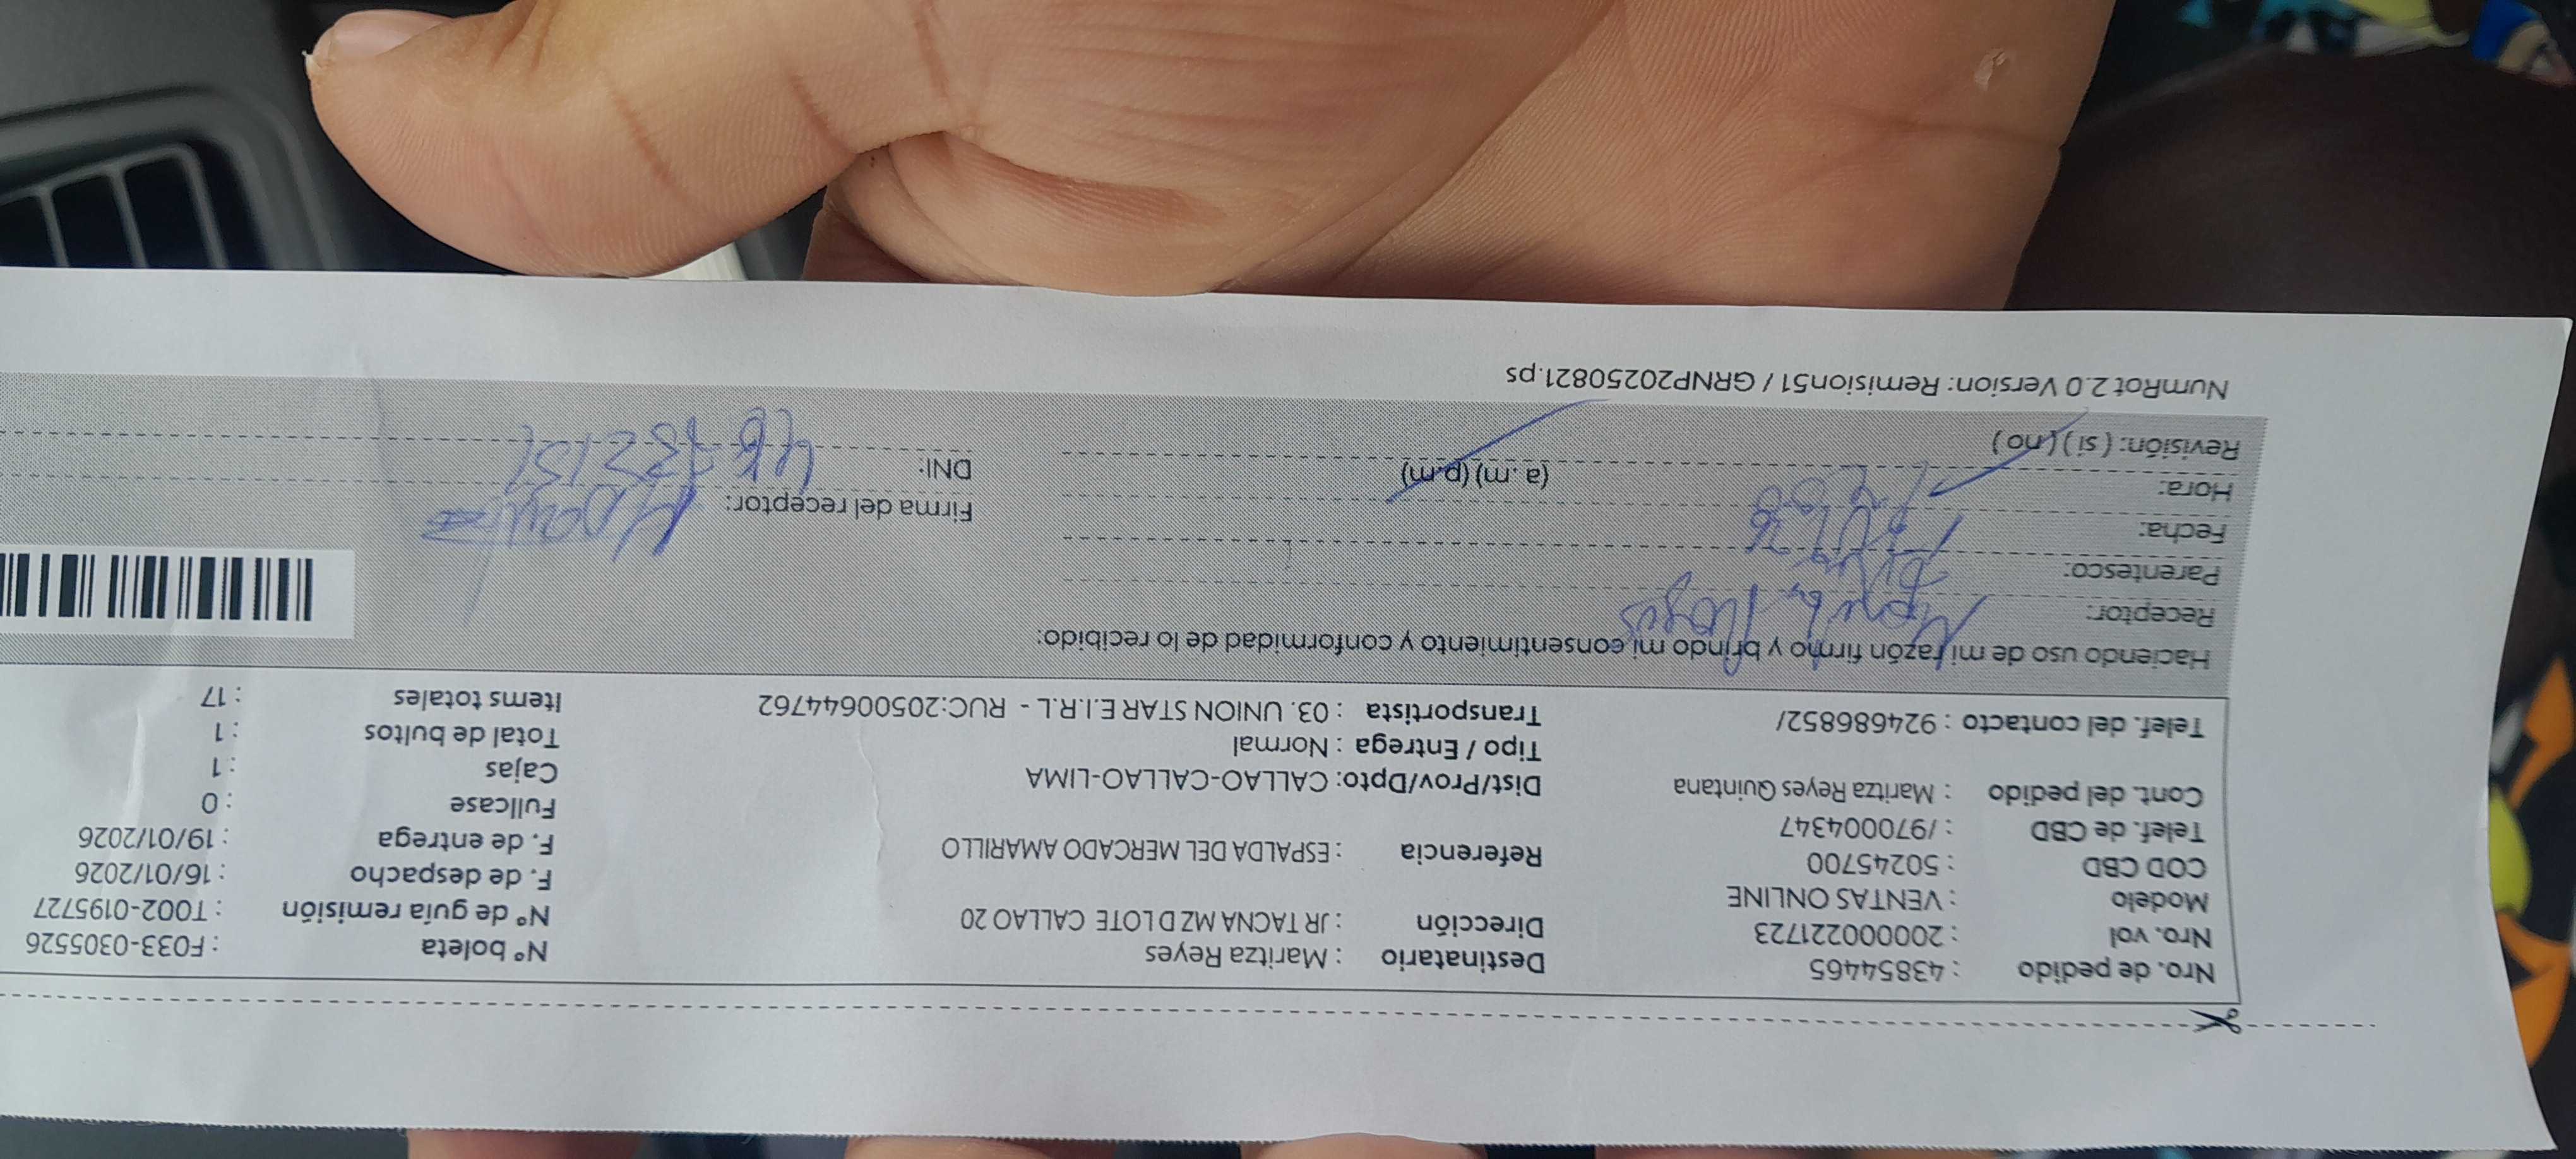 Nro. de pedido : 43854465
Nro. vol : 2000002217​23
Modelo : VENTAS ONLINE
COD CBD : 50245700
Telef. de CBD : /970004347
Cont. del pedido : Maritza Reyes Quintana
Telef. del contacto : 924686852/
Destinatario : Maritza Reyes
Dirección : JR TACNA MZ D LOTE CALLAO 20
Referencia : ESPALDA DEL MERCADO AMARILLO
Dist/Prov/Dpto: CALLAO-CALLAO-LIMA
Tipo / Entrega : Normal
Transportista : 03. UNION STAR E.I.R.L - RUC:20500644762
Nº boleta : F033-0305526
Nº de guía remisión : T002-0195727
F. de despacho : 16/01/2026
F. de entrega : 19/01/2026
Fullcase : 0
Cajas : 1
Total de bultos : 1
Items totales : 17
Haciendo uso de mi razón firmo y brindo mi consentimiento y conformidad de lo recibido:
Receptor: Reyes
Parentesco:
Fecha:
Hora: (a. m) (p.m)
Revisión: ( si ) ( no )
Firma del receptor:
DNI:
NumRot 2.0 Version: Remision51 / GRNP20250821.ps